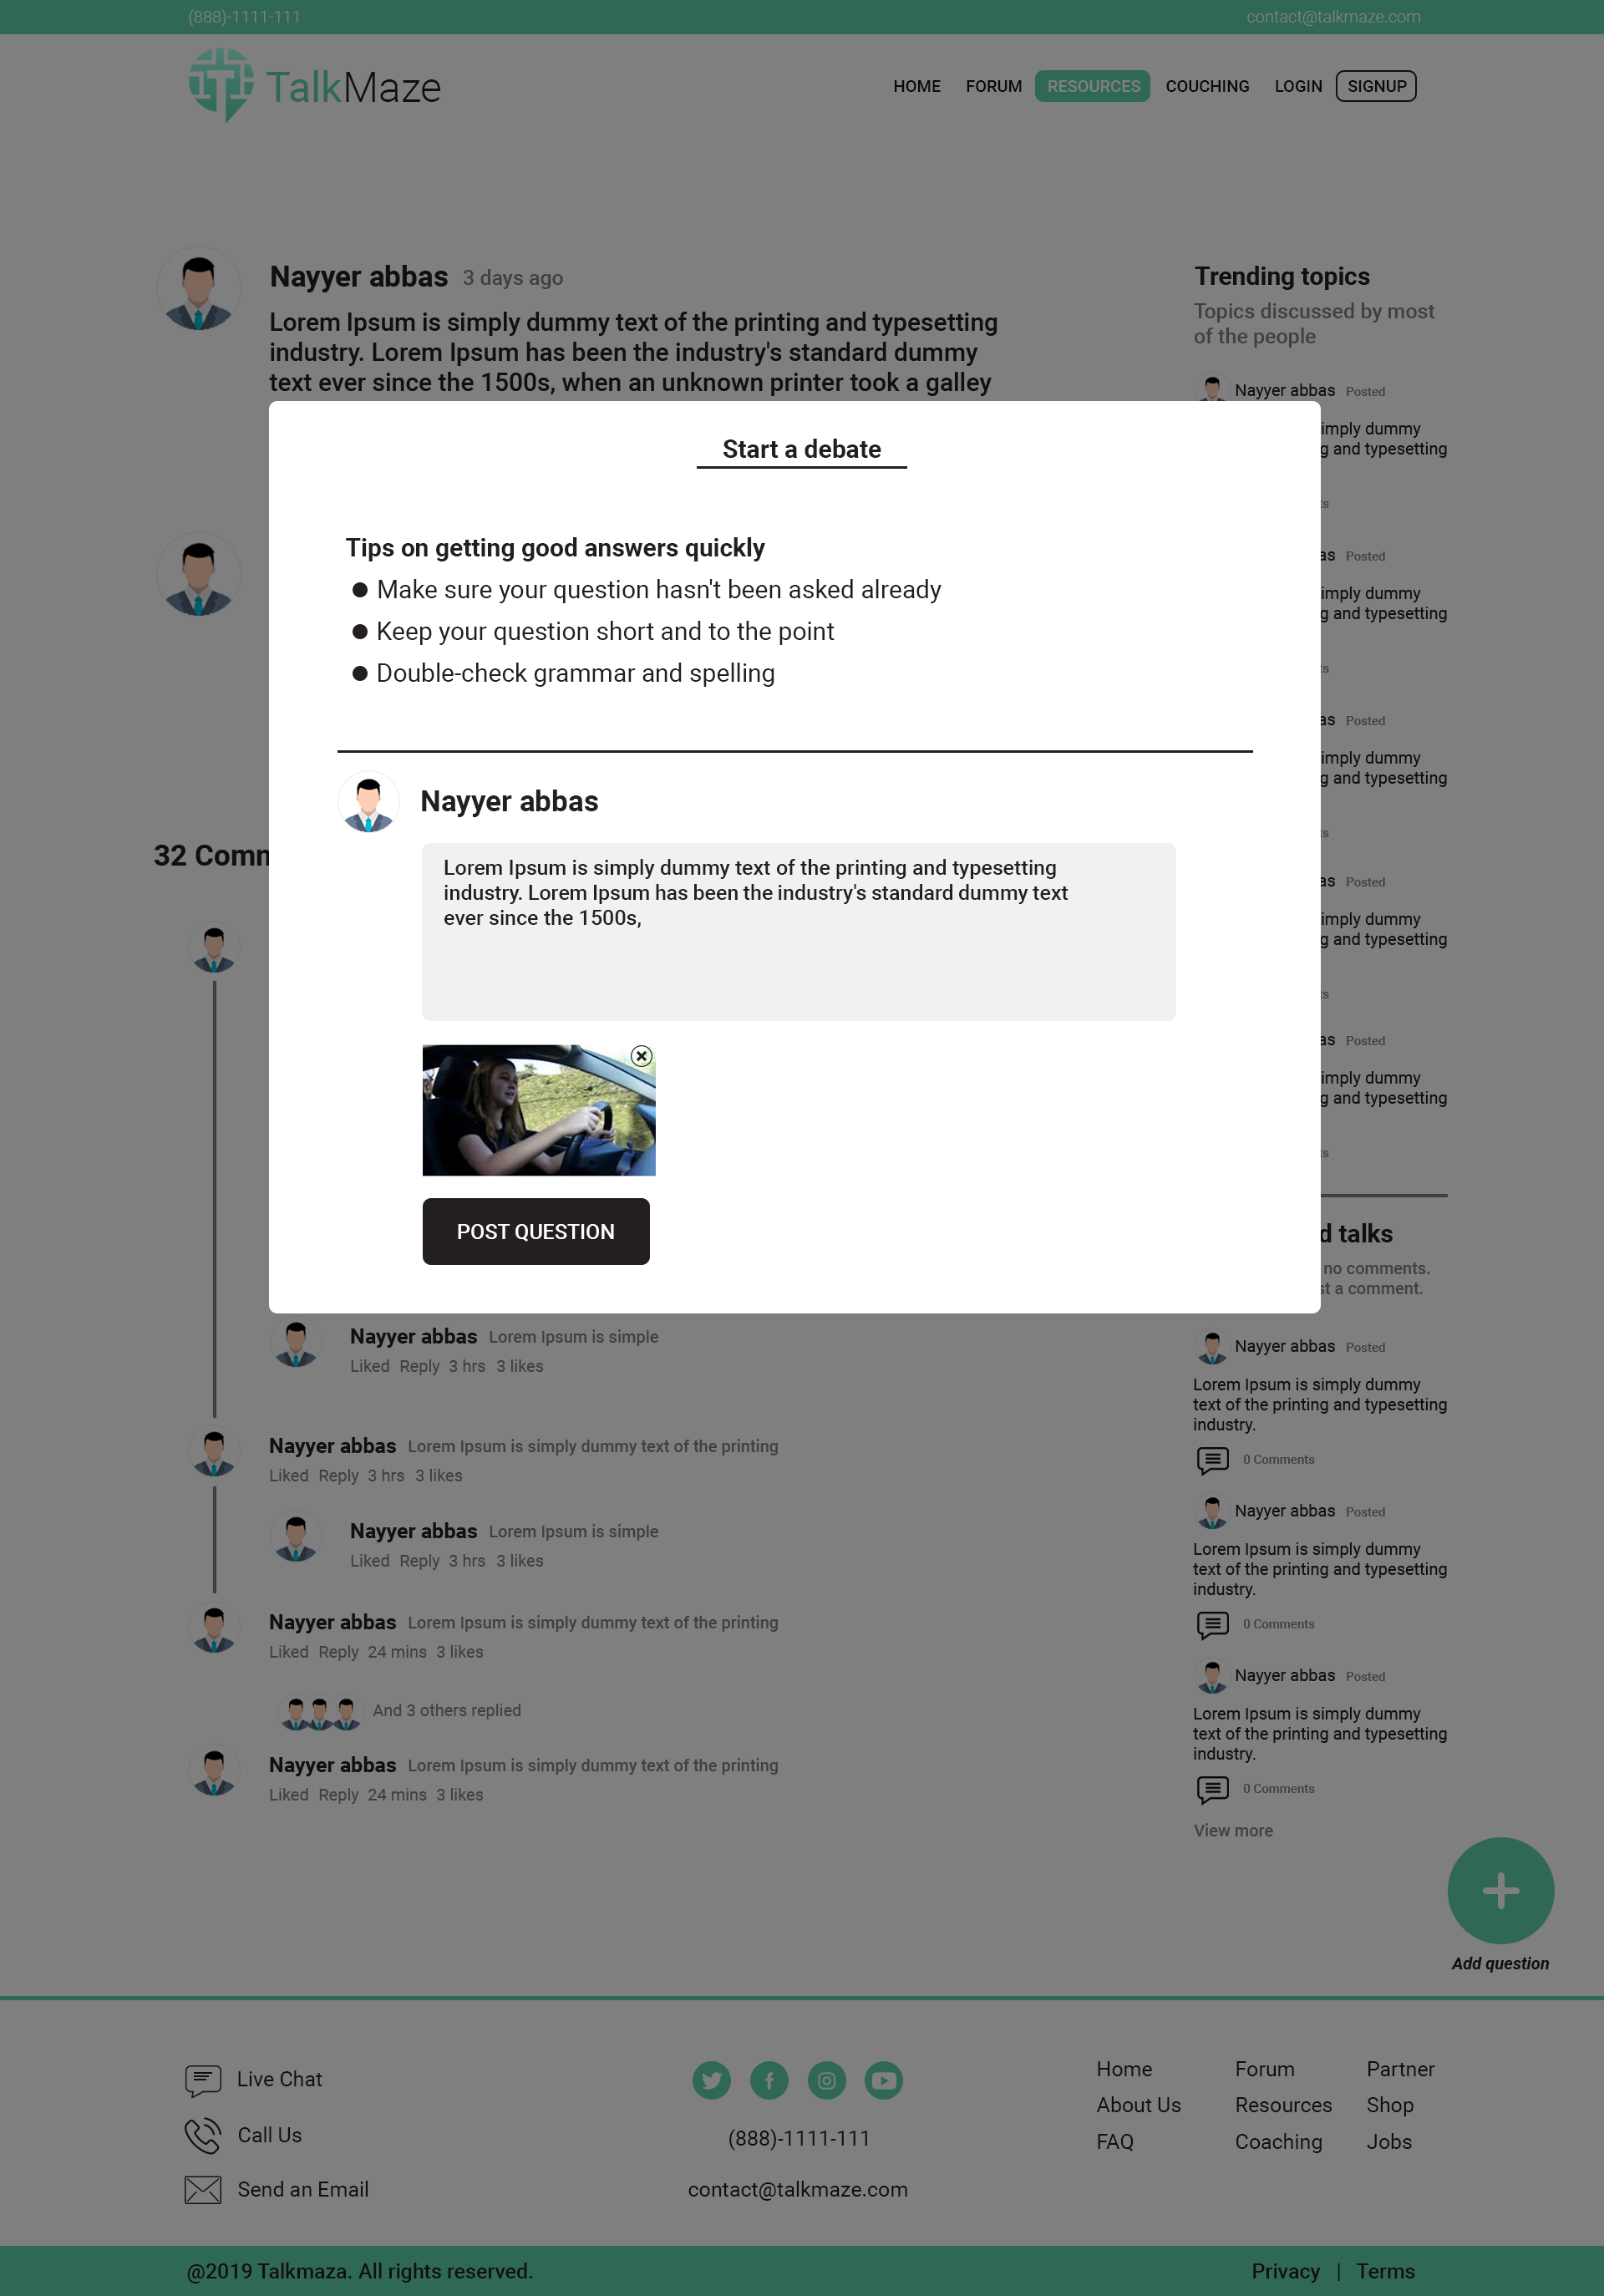 (888)-1111-111
contact@talkmaze.com
TalkMaze
HOME
FORUM
RESOURCES
COUCHING
LOGIN
SIGNUP
Nayyer abbas 3 days ago
Lorem Ipsum is simply dummy text of the printing and typesetting
industry. Lorem Ipsum has been the industry's standard dummy
text ever since the 1500s, when an unknown printer took a galley
Start a debate
Tips on getting good answers quickly
Make sure your question hasn't been asked already
Keep your question short and to the point
Double-check grammar and spelling
Nayyer abbas
Lorem Ipsum is simply dummy text of the printing and typesetting
industry. Lorem Ipsum has been the industry's standard dummy text
ever since the 1500s,
POST QUESTION
32
Nayyer abbas Lorem Ipsum is simple
Liked Reply 3 hrs 3 likes
Nayyer abbas Lorem Ipsum is simply dummy text of the printing
Liked Reply 3 hrs 3 likes
Nayyer abbas Lorem Ipsum is simple
Liked Reply 3 hrs 3 likes
Nayyer abbas Lorem Ipsum is simply dummy text of the printing
Liked Reply 24 mins 3 likes
And 3 others replied
Nayyer abbas Lorem Ipsum is simply dummy text of the printing
Liked Reply 24 mins 3 likes
Trending topics
Topics discussed by most
of the people
Nayyer abbas Posted
dummy
and typesetting
Posted
dummy
and typesetting
Posted
dummy
and typesetting
Posted
dummy
and typesetting
Posted
dummy
and typesetting
talks
no comments.
a comment.
Nayyer abbas Posted
Lorem Ipsum is simply dummy
text of the printing and typesetting
industry.
0 Comments
Nayyer abbas Posted
Lorem Ipsum is simply dummy
text of the printing and typesetting
industry.
0 Comments
Nayyer abbas Posted
Lorem Ipsum is simply dummy
text of the printing and typesetting
industry.
0 Comments
View more
Add question
Live Chat
Call Us
Send an Email
(888)-1111-111
contact@talkmaze.com
Home
Forum
Partner
About Us
Resources
Shop
FAQ
Coaching
Jobs
@2019 Talkmaza. All rights reserved.
Privacy | Terms